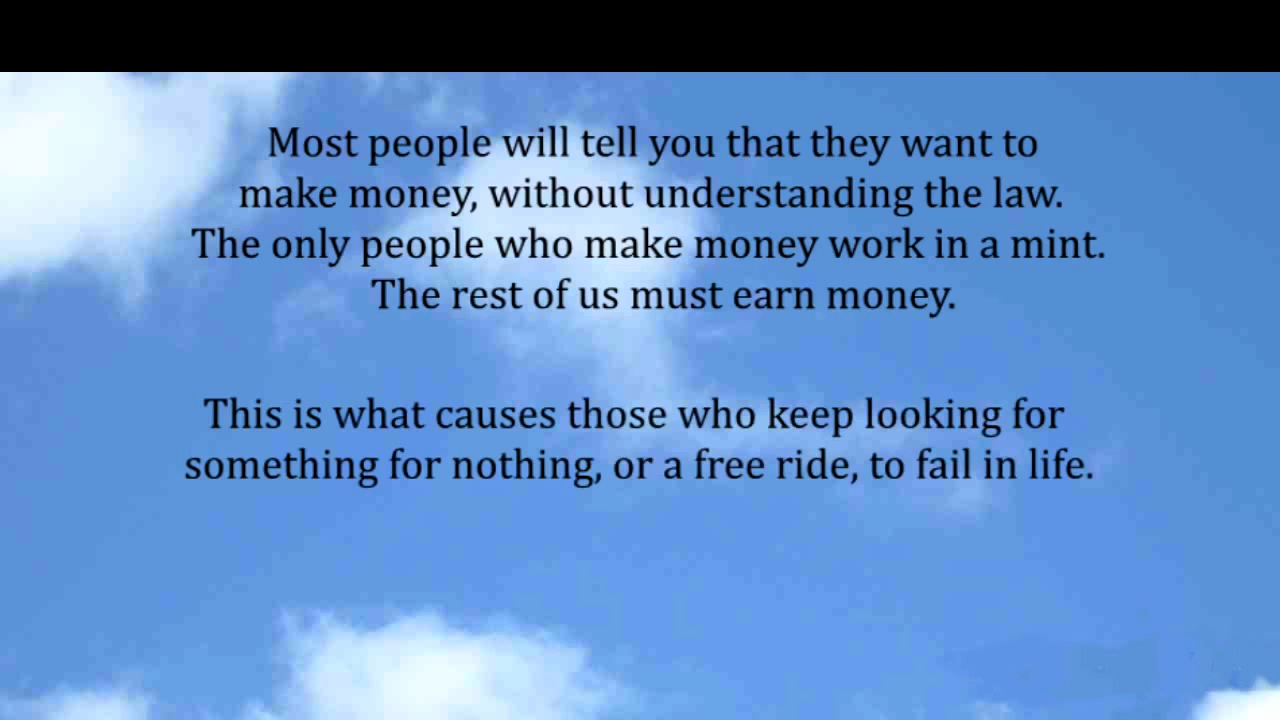 Most people will tell you that they want to
make money, without understanding the law.
The only people who make money work in a mint.
The rest of us must earn money.
This is what causes those who keep looking for
something for nothing, or a free ride, to fail in life.